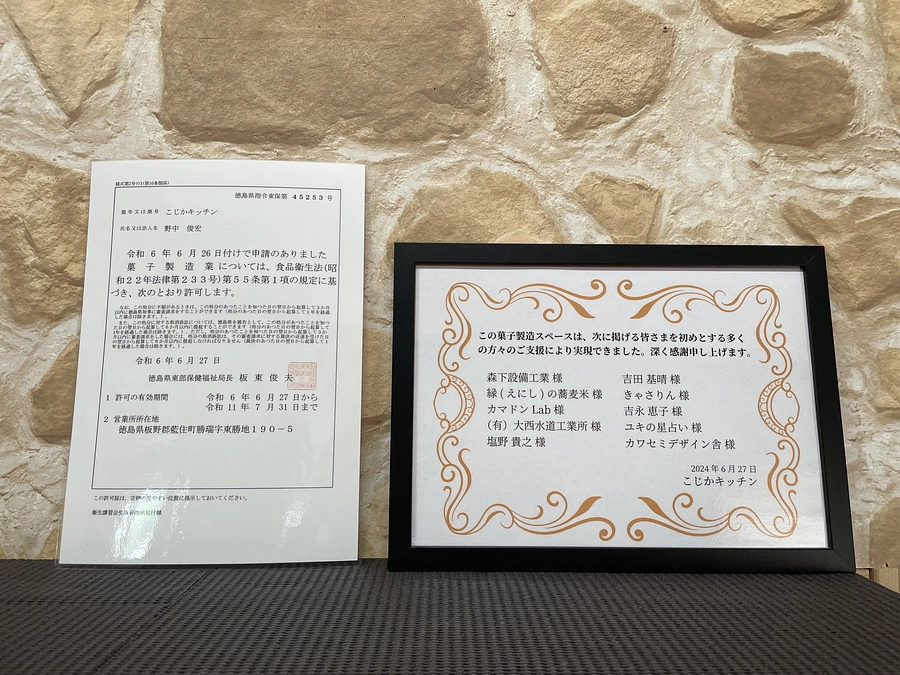 様式第2号の3(第10条関係)
徳島県指令東保第 45253 号
屋号又は商号 こじかキッチン
氏名又は法人名 野中 俊宏
令和 6 年 6 月 26 日付けで申請のありました
菓子製造業については、食品衛生法(昭
和22年法律第233号)第55条第1項の規定に基
づき、次のとおり許可します。
令和 6 年 6 月 27 日
徳島県東部保健福祉局長 板東俊夫
1 許可の有効期間 令和 6 年 6 月 27 日から
令和 11 年 7 月 31 日まで
2 営業所所在地
徳島県板野郡藍住町勝瑞字東勝地190-5
この許可証は、店頭の見やすい位置に掲示しておいてください。
この菓子製造スペースは、次に掲げる皆さまを初めとする多く
の方々のご支援により実現できました。深く感謝申し上げます。
森下設備工業 様
縁(えにし)の蕎麦米 様
カマドン Lab 様
(有) 大西水道工業所 様
塩野 貴之 様
吉田 基晴 様
きゃさりん 様
吉永 恵子 様
ユキの星占い 様
カワセミデザイン舎 様
2024 年 6 月 27 日
こじかキッチン